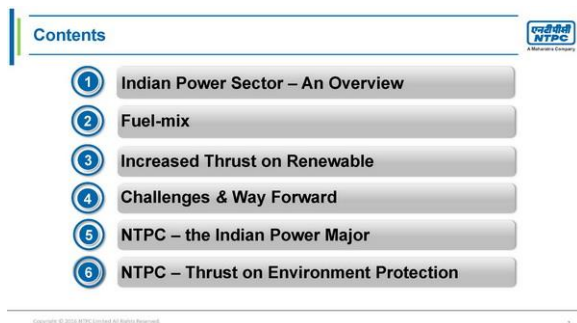 Contents
एनटीपीसी
NTPC
A Maharatna Company
1
Indian Power Sector – An Overview
2
Fuel-mix
3
Increased Thrust on Renewable
4
Challenges & Way Forward
5
NTPC – the Indian Power Major
6
NTPC – Thrust on Environment Protection